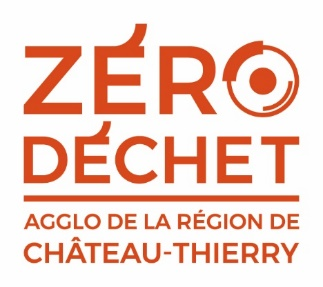 ZÉRO
DÉCHET
AGGLO DE LA RÉGION DE
CHÂTEAU-THIERRY